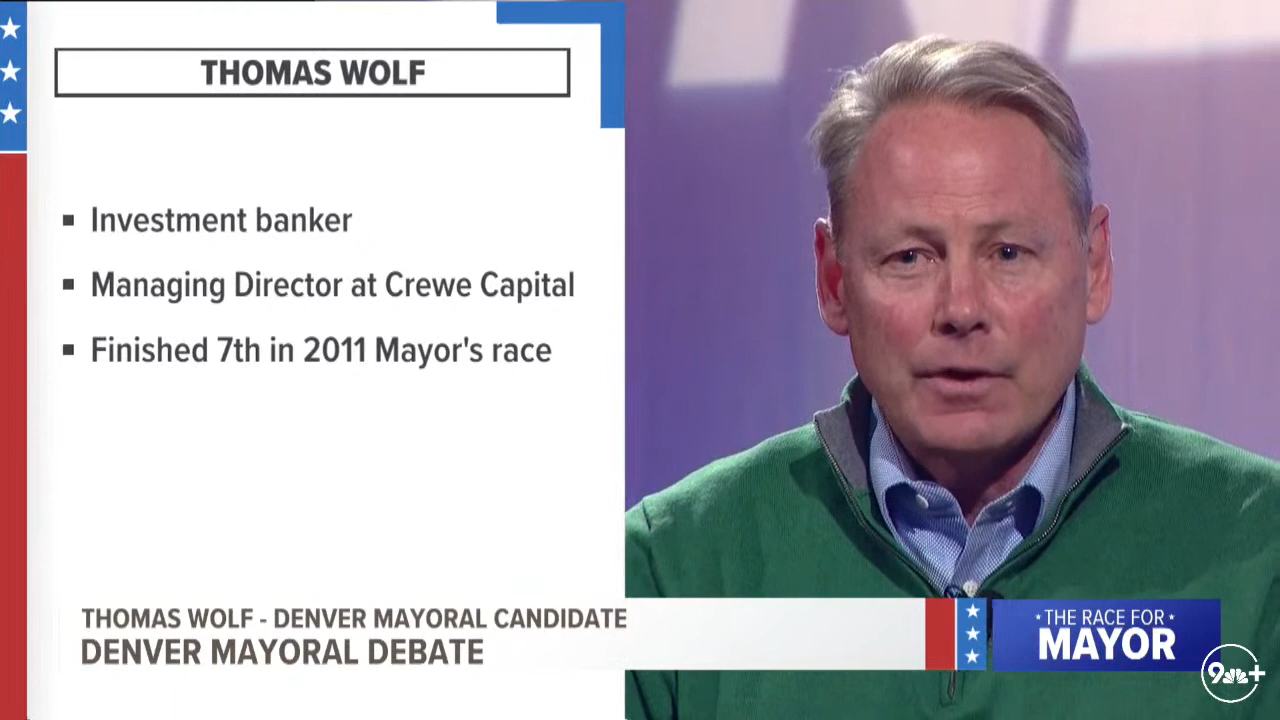 THOMAS WOLF
▪ Investment banker
▪ Managing Director at Crewe Capital
▪ Finished 7th in 2011 Mayor's race
THOMAS WOLF - DENVER MAYORAL CANDIDATE
DENVER MAYORAL DEBATE
THE RACE FOR
MAYOR
9+